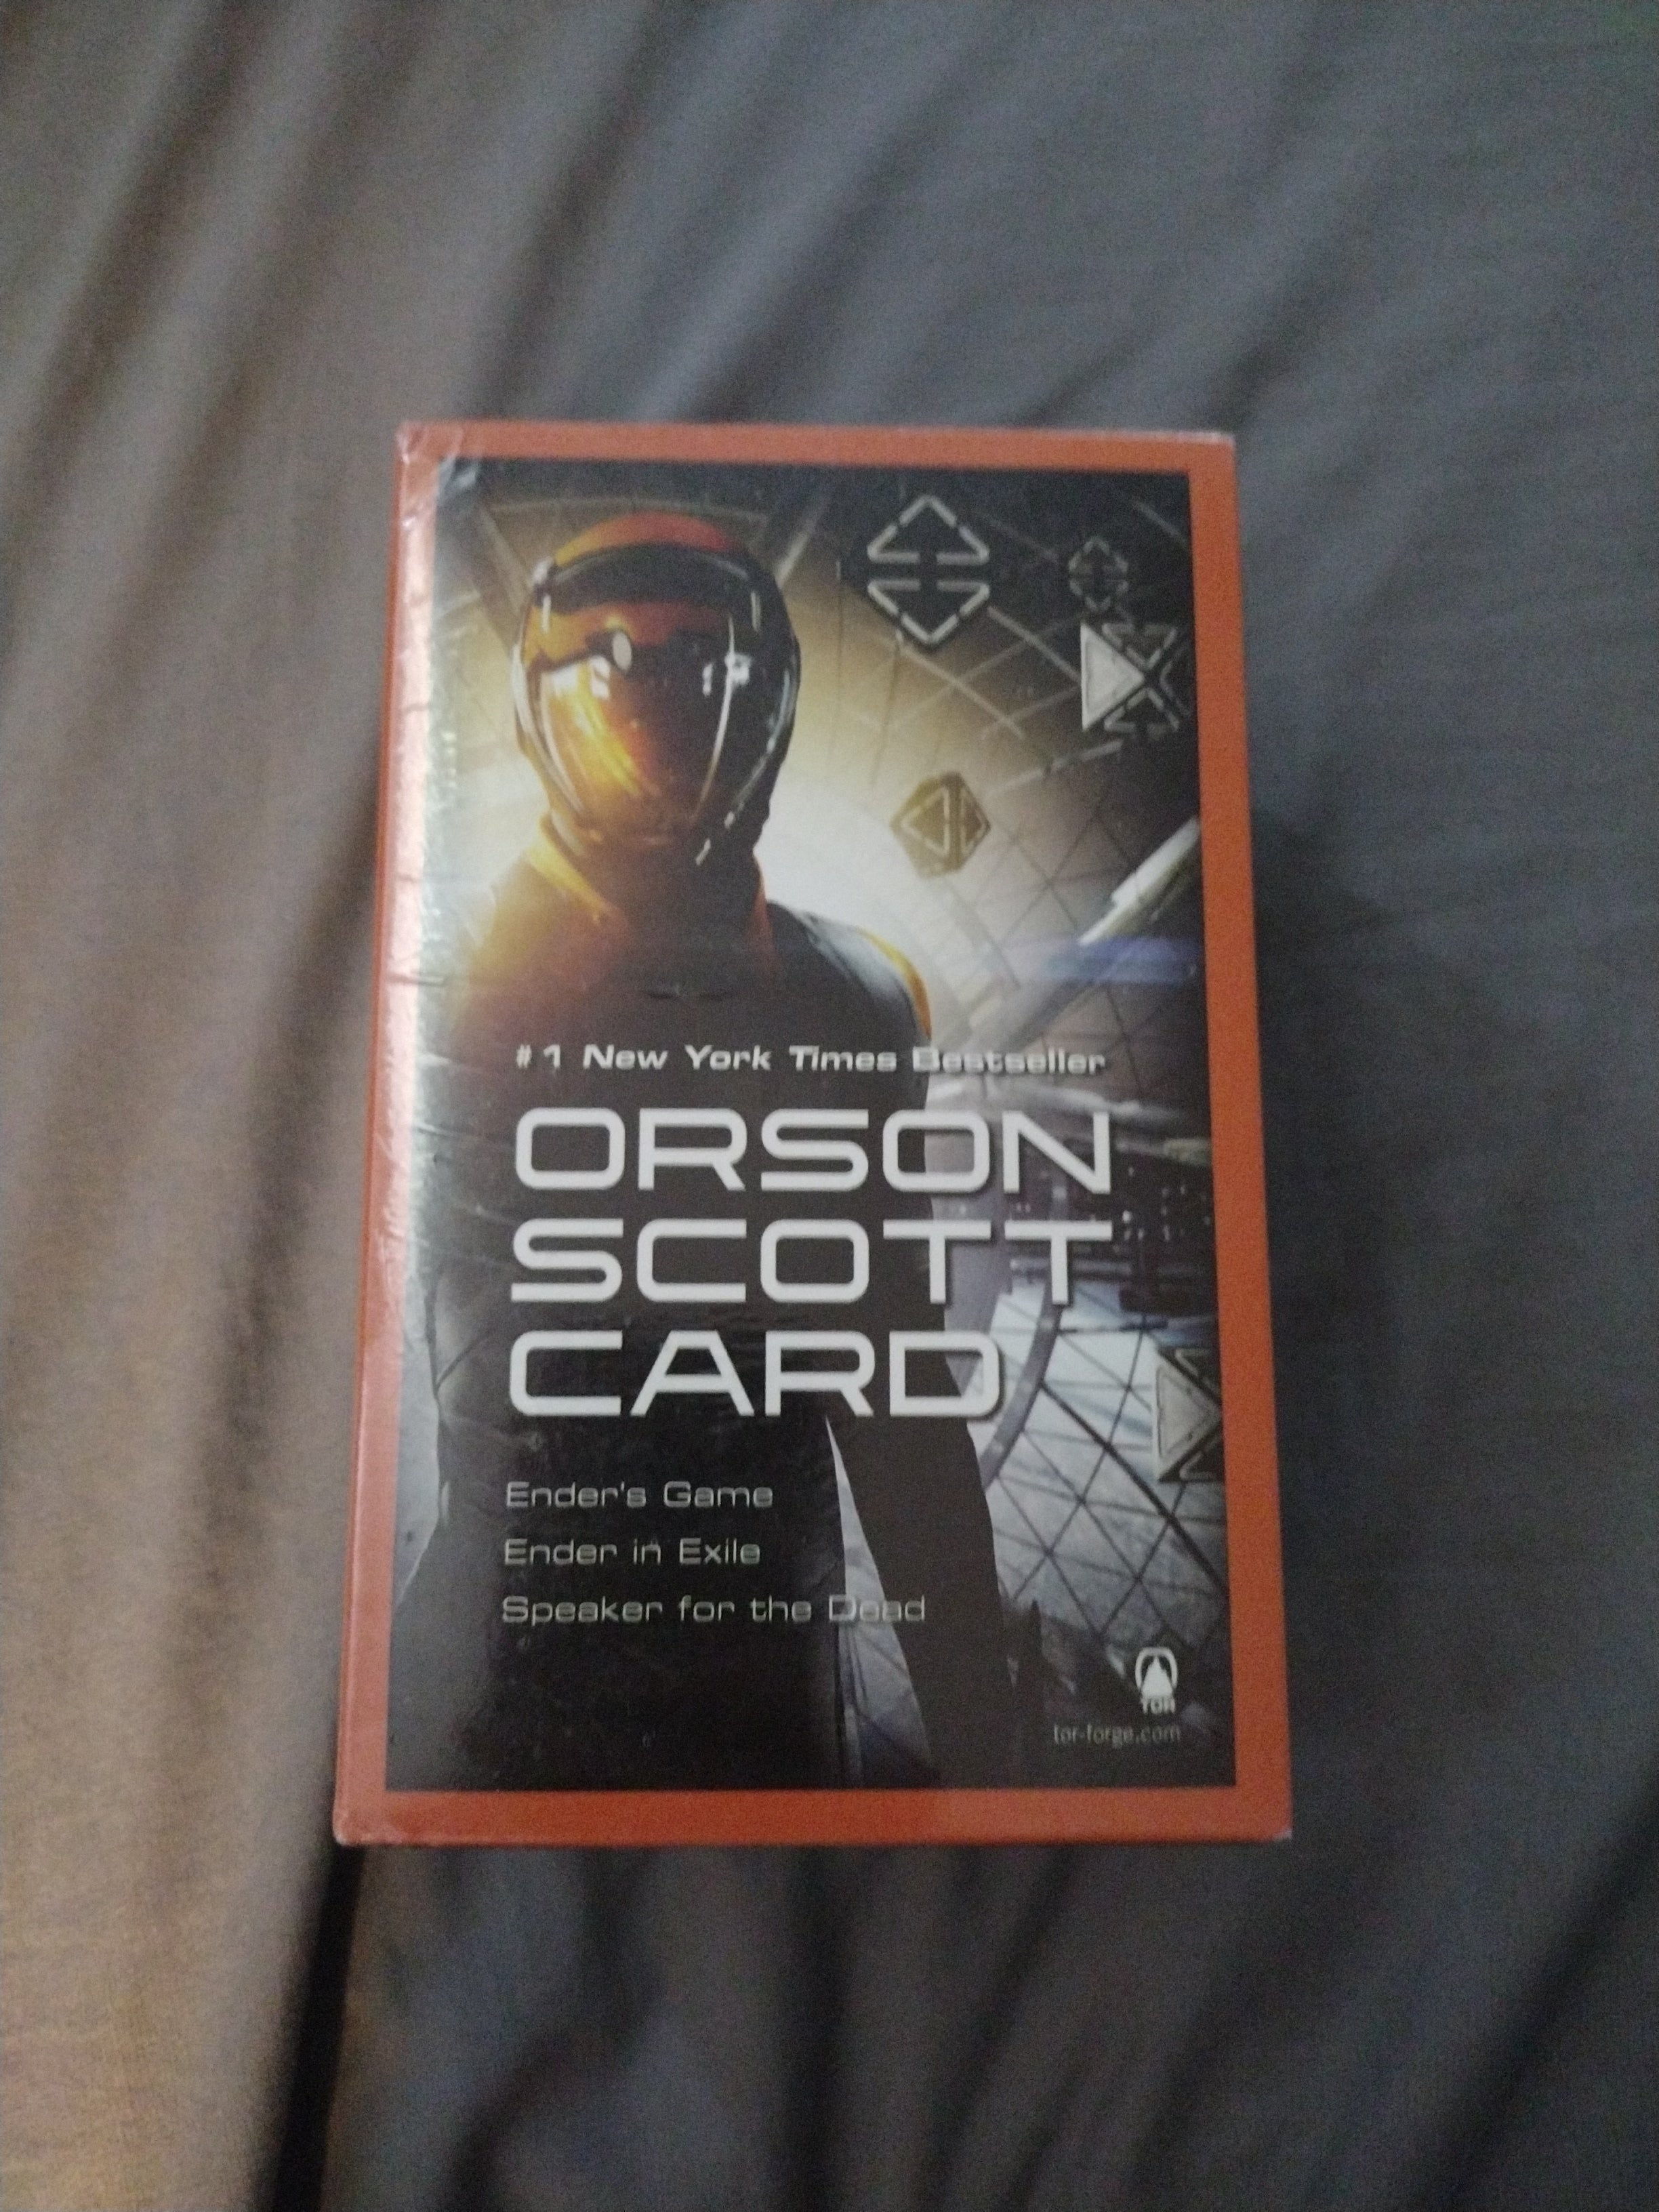 #1 New York Times Bestseller
ORSON
SCOTT
CARD
Ender's Game
Ender in Exile
Speaker for the Dead
TOR
tor-forge.com